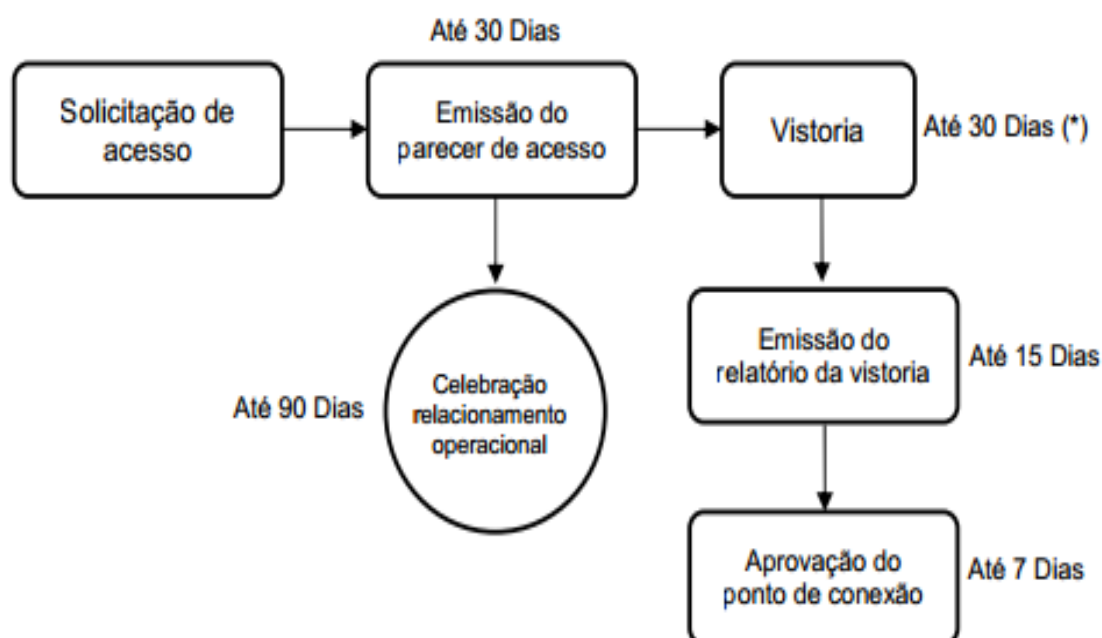 Até 30 Dias
Solicitação de
acesso
Emissão do
parecer de acesso
Vistoria
Até 30 Dias (*)
Até 90 Dias
Celebração
relacionamento
operacional
Emissão do
relatório da vistoria
Até 15 Dias
Aprovação do
ponto de conexão
Até 7 Dias